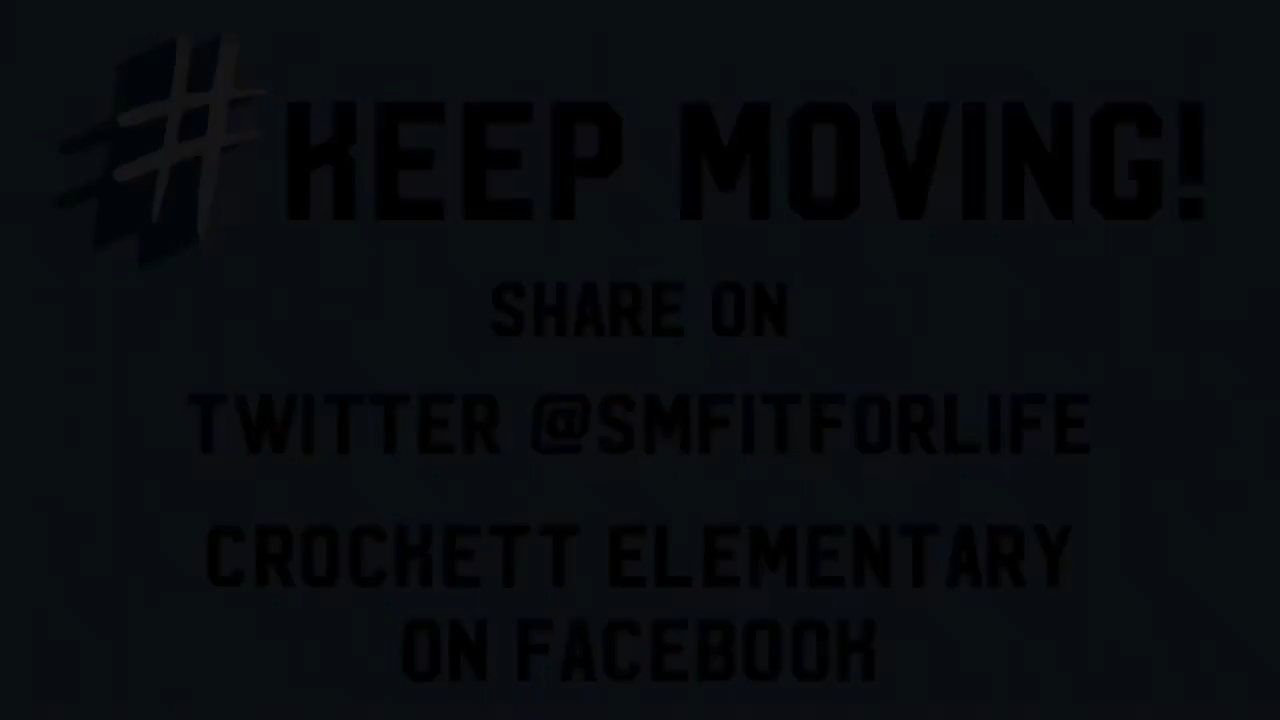 #KEEP MOVING!
SHARE ON
TWITTER @SMFITFORLIFE
CROCKETT ELEMENTARY
ON FACEBOOK